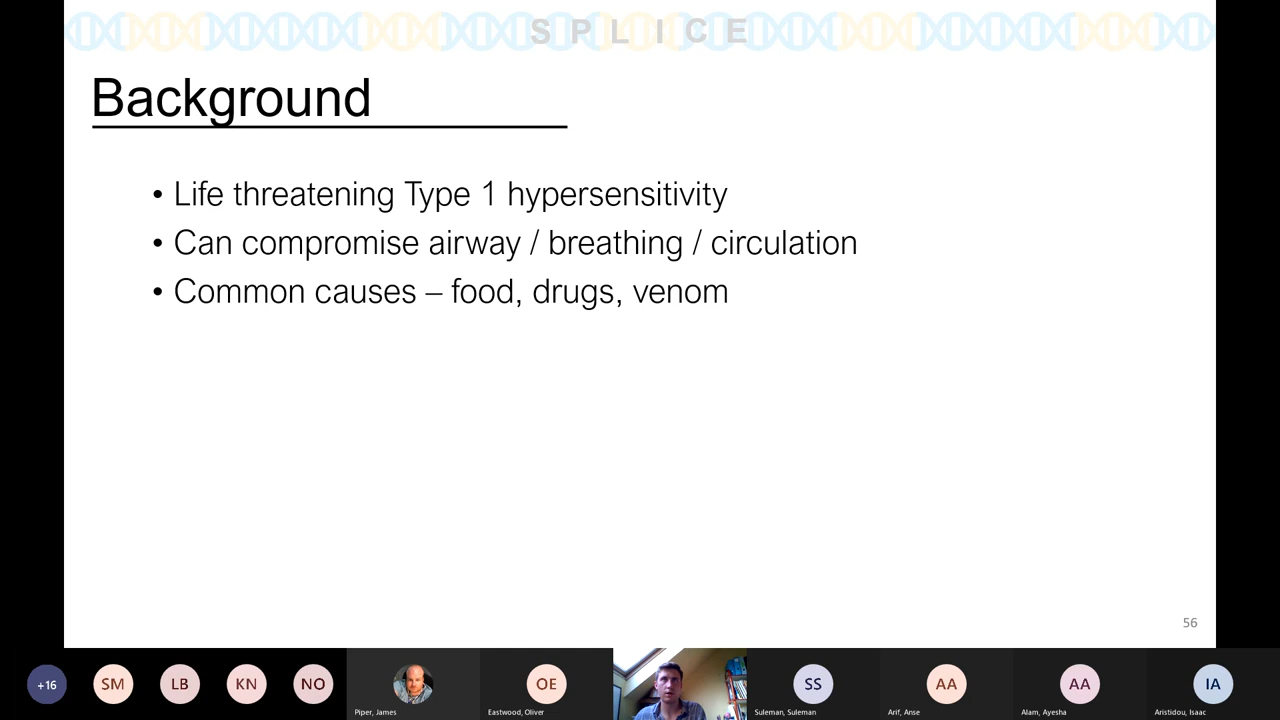 S P L I C E
Background
• Life threatening Type 1 hypersensitivity
• Can compromise airway / breathing / circulation
• Common causes – food, drugs, venom
56
+16
SM
LB
KN
NO
OE
SS
AA
AA
IA
Piper, James
Eastwood, Oliver
Suleman, Suleman
Arif, Anse
Alam, Ayesha
Aristidou, Isaac